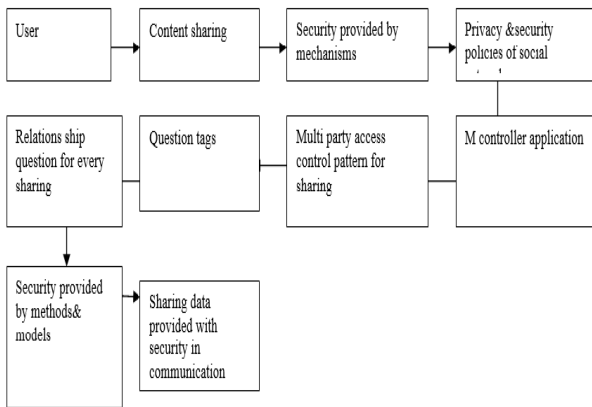 User
Content sharing
Security provided by
mechanisms
Privacy &security
policies of social
Relations ship
question for every
sharing
Question tags
Multi party access
control pattern for
sharing
M controller application
Security provided
by methods&
models
Sharing data
provided with
security in
communication